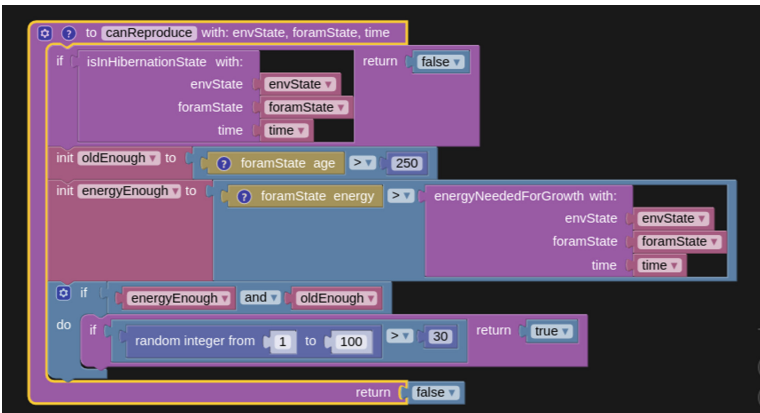 ? to canReproduce with: envState, foramState, time
if isInHibernationState with: return false ▾
envState envState ▾
foramState foramState ▾
time time ▾
init oldEnough ▾ to ? foramState age > ▾ 250
init energyEnough ▾ to ? foramState energy > ▾ energyNeededForGrowth with:
envState envState ▾
foramState foramState ▾
time time ▾
if energyEnough ▾ and ▾ oldEnough ▾
do if random integer from 1 to 100 > ▾ 30 return true ▾
return false ▾